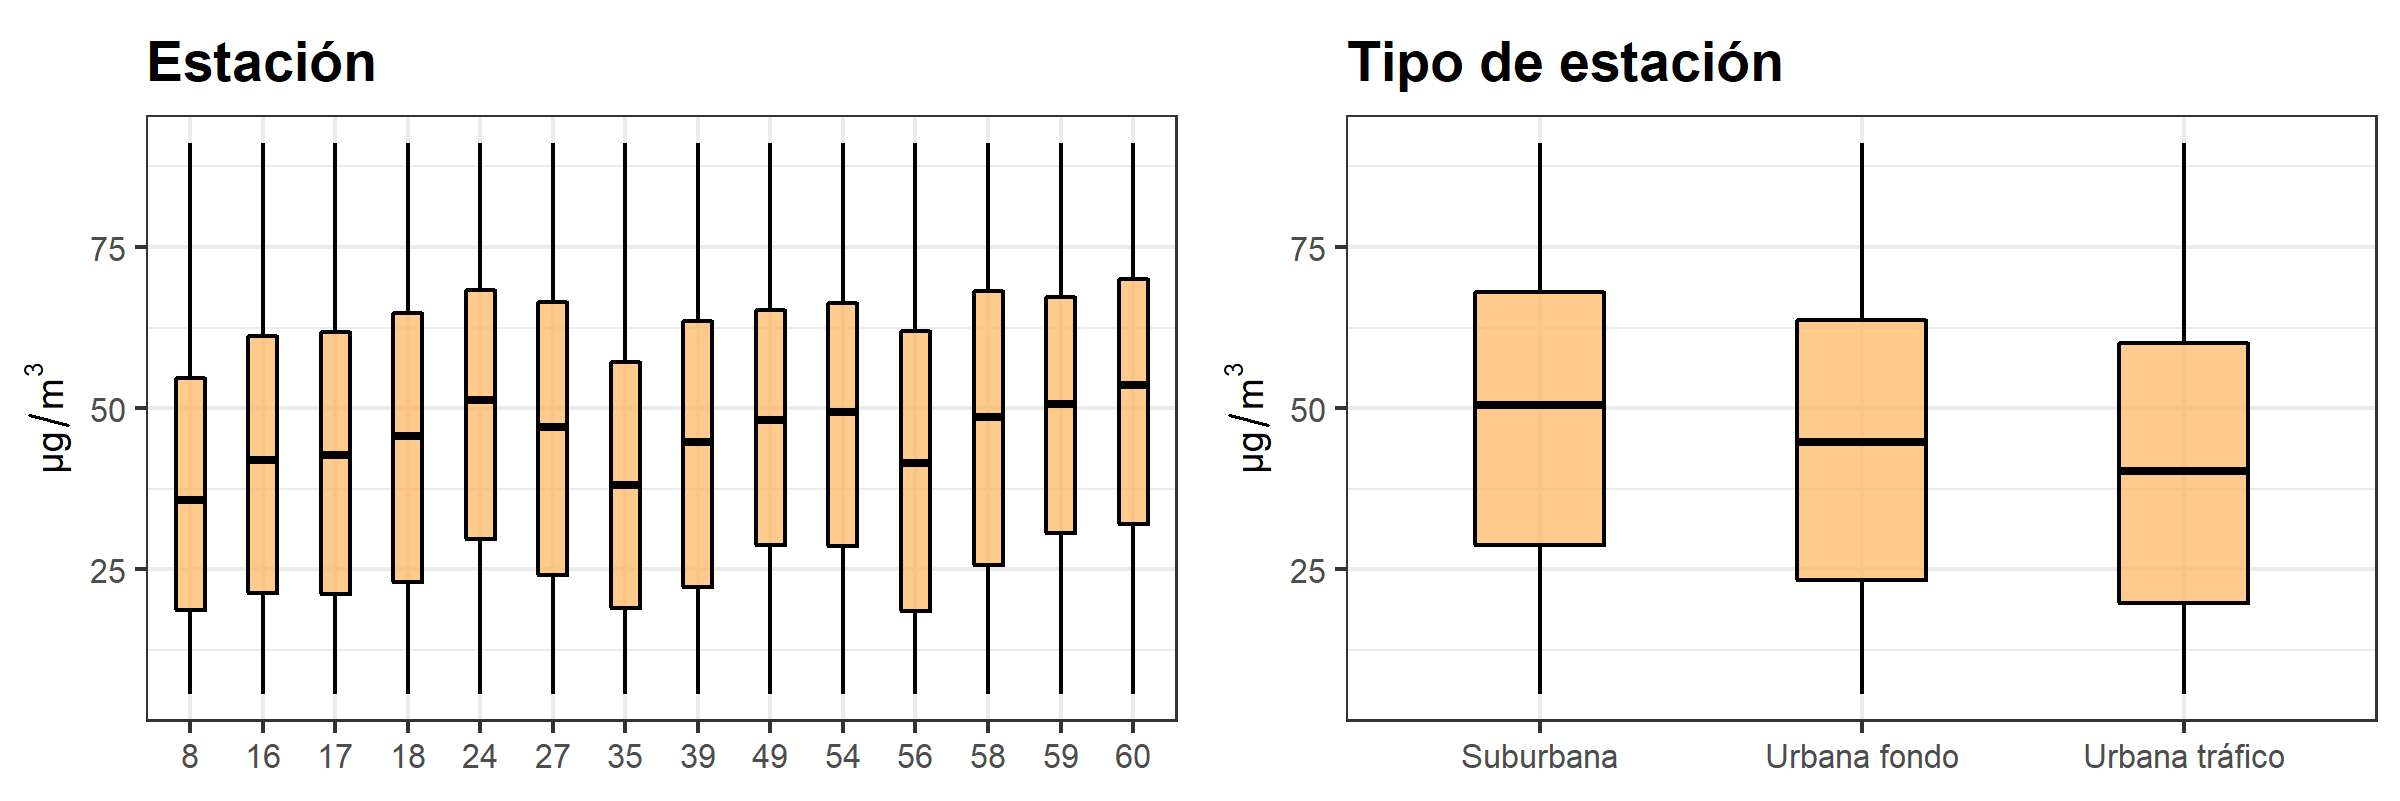 Estación
µg/m³
75
50
25
8 16 17 18 24 27 35 39 49 54 56 58 59 60
Tipo de estación
µg/m³
75
50
25
Suburbana Urbana fondo Urbana tráfico